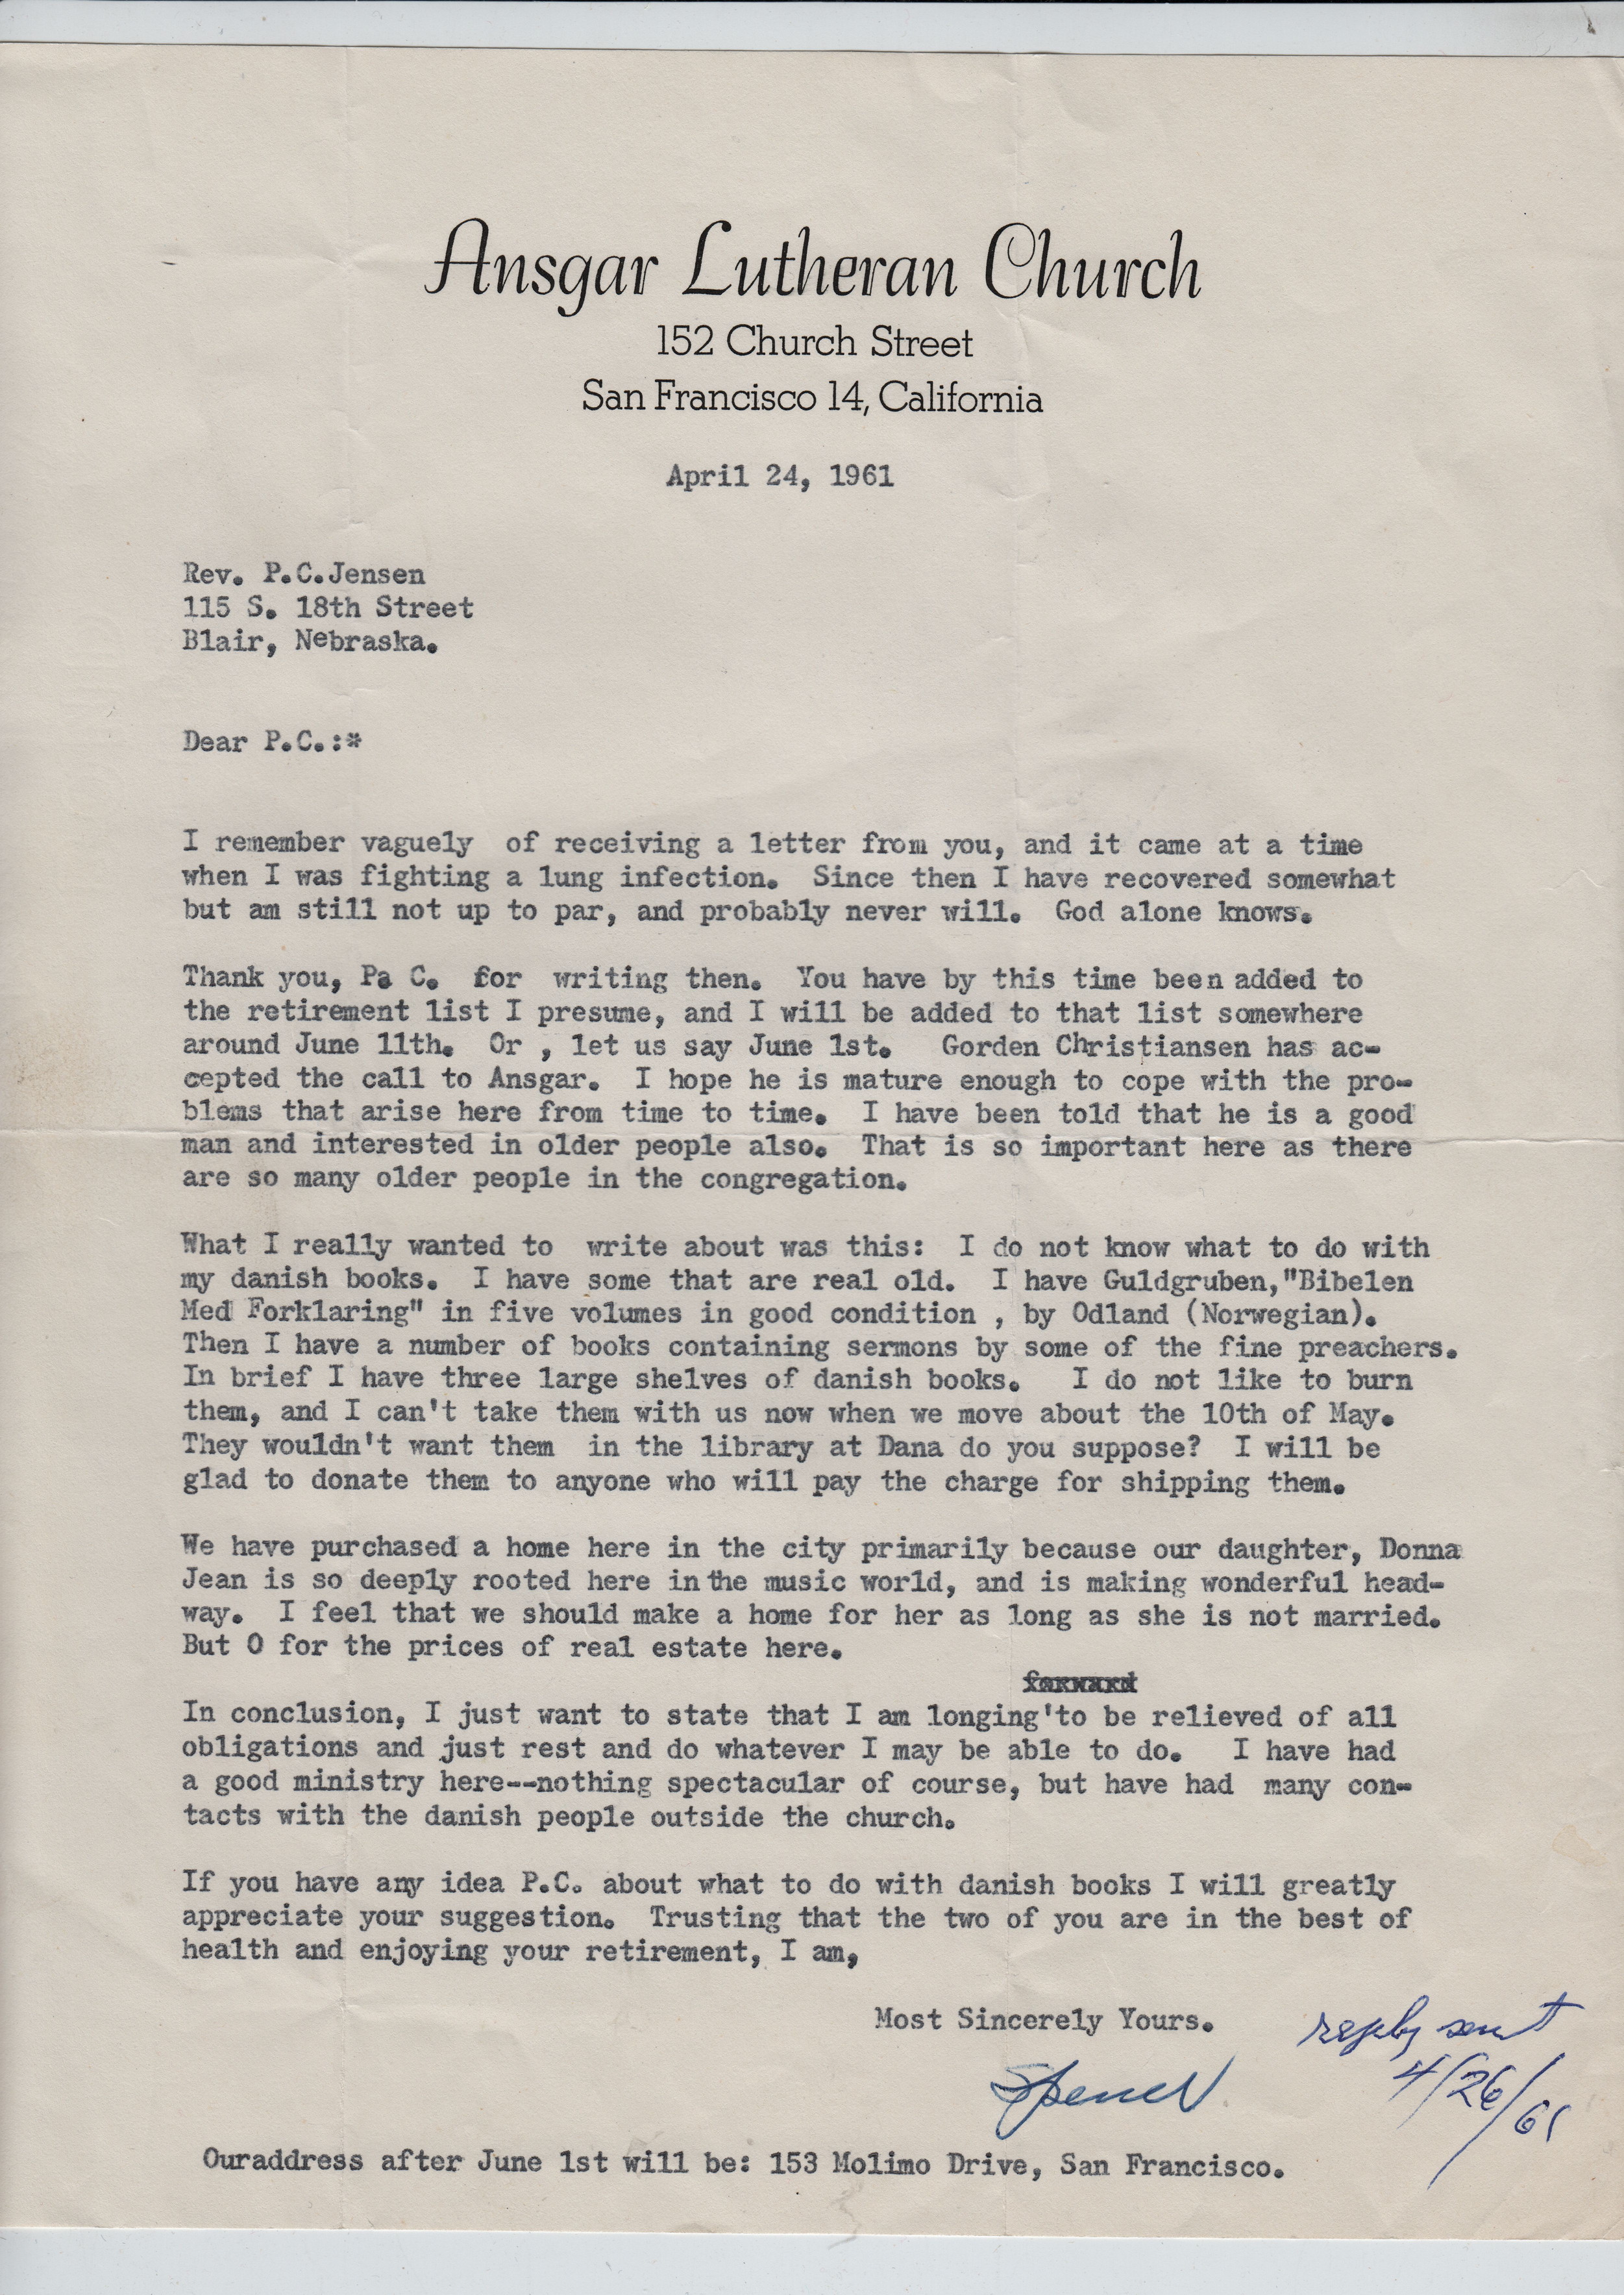 Ansgar Lutheran Church
152 Church Street
San Francisco 14, California
April 24, 1961
Rev. P.C.Jensen
115 S. 18th Street
Blair, Nebraska.
Dear P.C.:*
I remember vaguely  of receiving a letter from you, and it came at a time
when I was fighting a lung infection.  Since then I have recovered somewhat
but am still not up to par, and probably never will.  God alone knows.
Thank you, Pa C.  for  writing then.  You have by this time been added to
the retirement list I presume, and I will be added to that list somewhere
around June 11th.  Or , let us say June 1st.   Gorden Christiansen has ac-
cepted the call to Ansgar.  I hope he is mature enough to cope with the pro-
blems that arise here from time to time.  I have been told that he is a good
man and interested in older people also.  That is so important here as there
are so many older people in the congregation.
What I really wanted to  write about was this:  I do not know what to do with
my danish books.  I have some that are real old.  I have Guldgruben,"Bibelen
Med Forklaring" in five volumes in good condition , by Odland (Norwegian).
Then I have a number of books containing sermons by some of the fine preachers.
In brief I have three large shelves of danish books.   I do not like to burn
them, and I can't take them with us now when we move about the 10th of May.
They wouldn't want them  in the library at Dana do you suppose?  I will be
glad to donate them to anyone who will pay the charge for shipping them.
We have purchased a home here in the city primarily because our daughter, Donna
Jean is so deeply rooted here in the music world, and is making wonderful head-
way.  I feel that we should make a home for her as long as she is not married.
But O for the prices of real estate here.
In conclusion, I just want to state that I am longing'to be relieved of all
obligations and just rest and do whatever I may be able to do.   I have had
a good ministry here--nothing spectacular of course, but have had  many con-
tacts with the danish people outside the church.
If you have any idea P.C. about what to do with danish books I will greatly
appreciate your suggestion.  Trusting that the two of you are in the best of
health and enjoying your retirement, I am,
Most Sincerely Yours.
reply sent
4/26/61
Ouraddress after June 1st will be: 153 Molimo Drive, San Francisco.